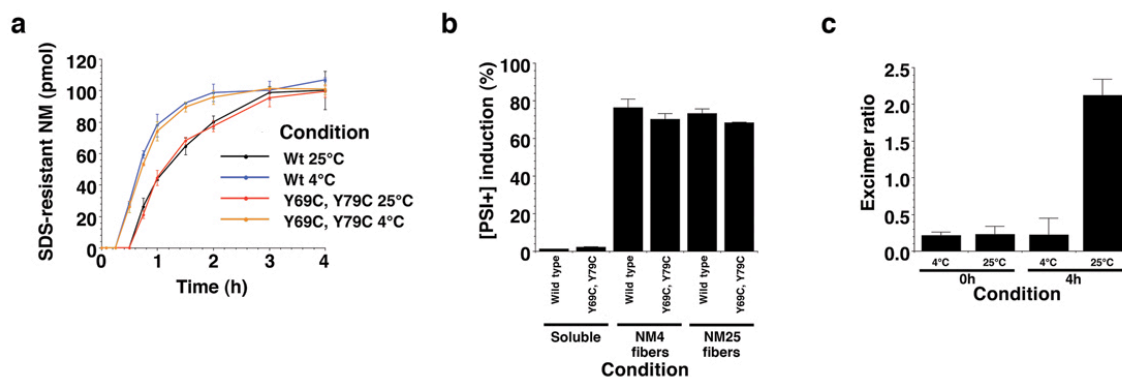 a
SDS-resistant NM (pmol)
120
100
80
60
40
20
0
0 1 2 3 4
Time (h)
Condition
Wt 25°C
Wt 4°C
Y69C, Y79C 25°C
Y69C, Y79C 4°C
b
[PSI+] induction (%)
100
80
60
40
20
0
Wild type
Y69C, Y79C
Wild type
Y69C, Y79C
Wild type
Y69C, Y79C
Soluble
NM4
fibers
NM25
fibers
Condition
c
Excimer ratio
2.5
2.0
1.5
1.0
0.5
0.0
4°C 25°C 4°C 25°C
0h 4h
Condition